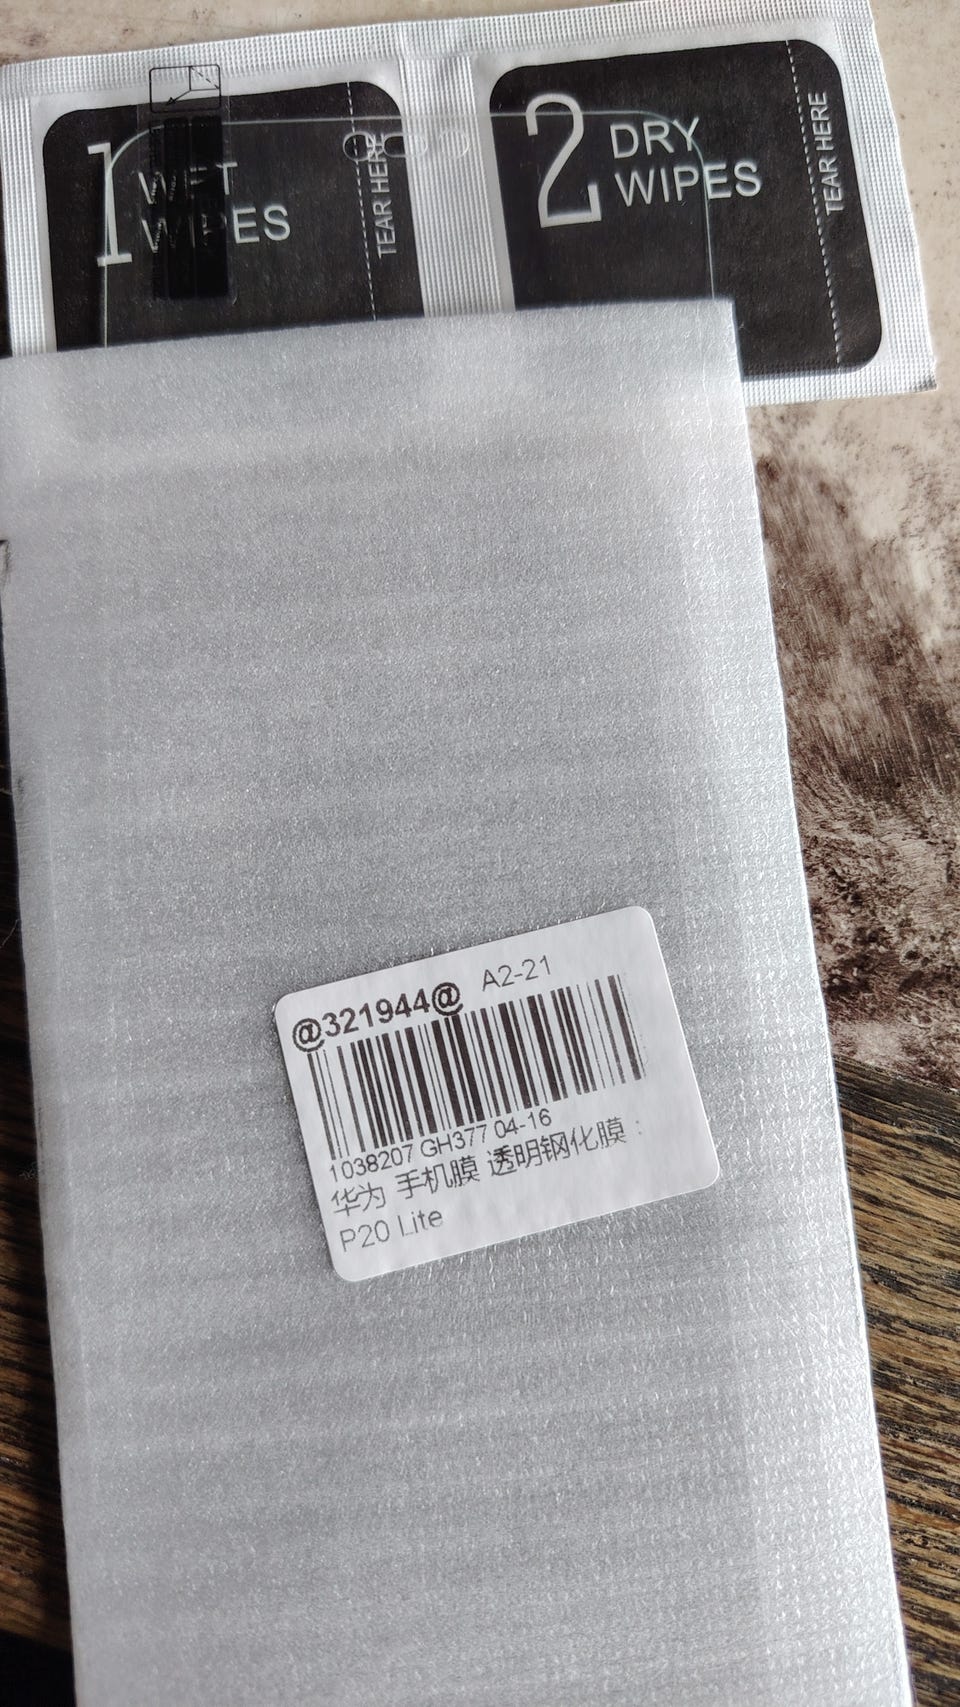 1 WET
WIPES
TEAR HERE
2 DRY
WIPES
TEAR HERE
@321944@ A2-21
1038207 GH377 04-16
华为 手机膜 透明钢化膜：
P20 Lite